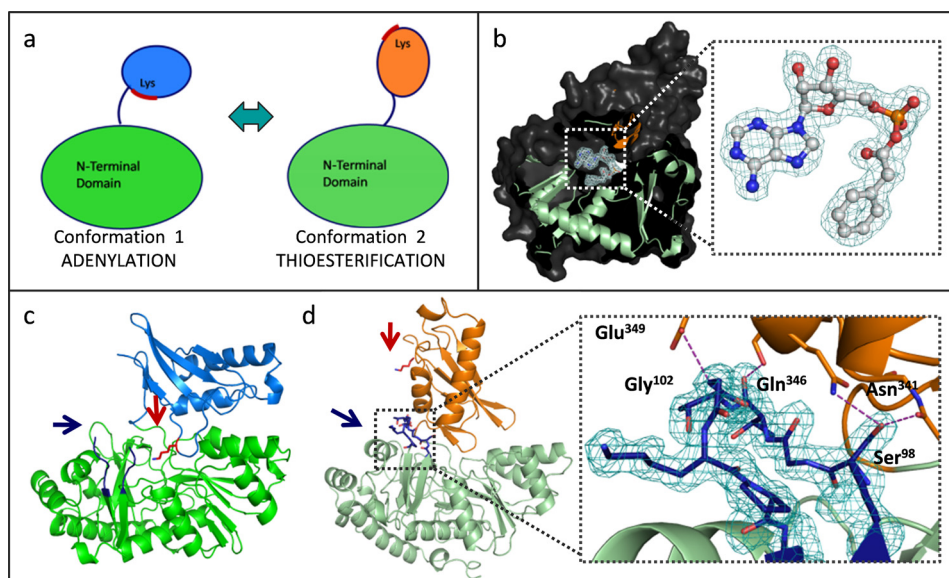 a
Lys
N-Terminal
Domain
Conformation 1
ADENYLATION
Lys
N-Terminal
Domain
Conformation 2
THIOESTERIFICATION
b
c
d
Glu349
Gly102
Gln346
Asn341
Ser98